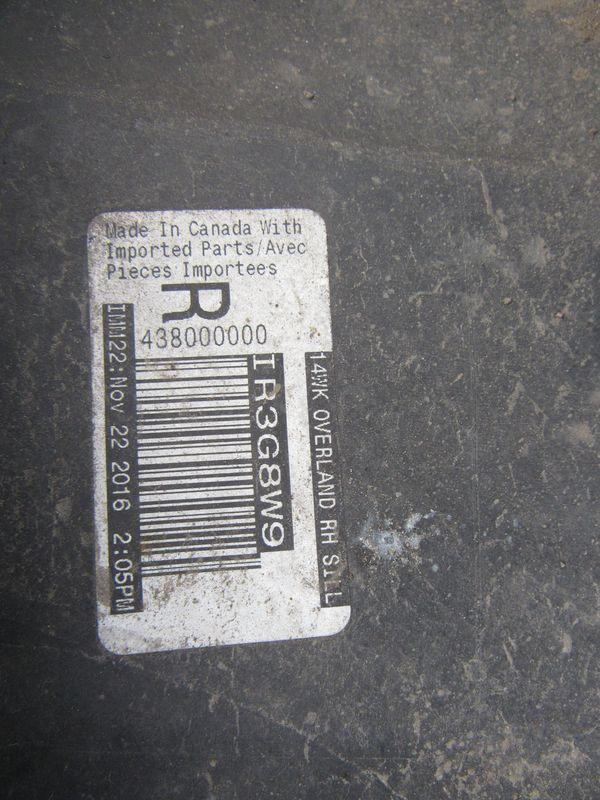 Made In Canada With
Imported Parts/Avec
Pieces Importees
R
438000000
14WK OVERLAND RH SILL
IR3G8W9
IMM22:Nov 22 2016 2:05PM